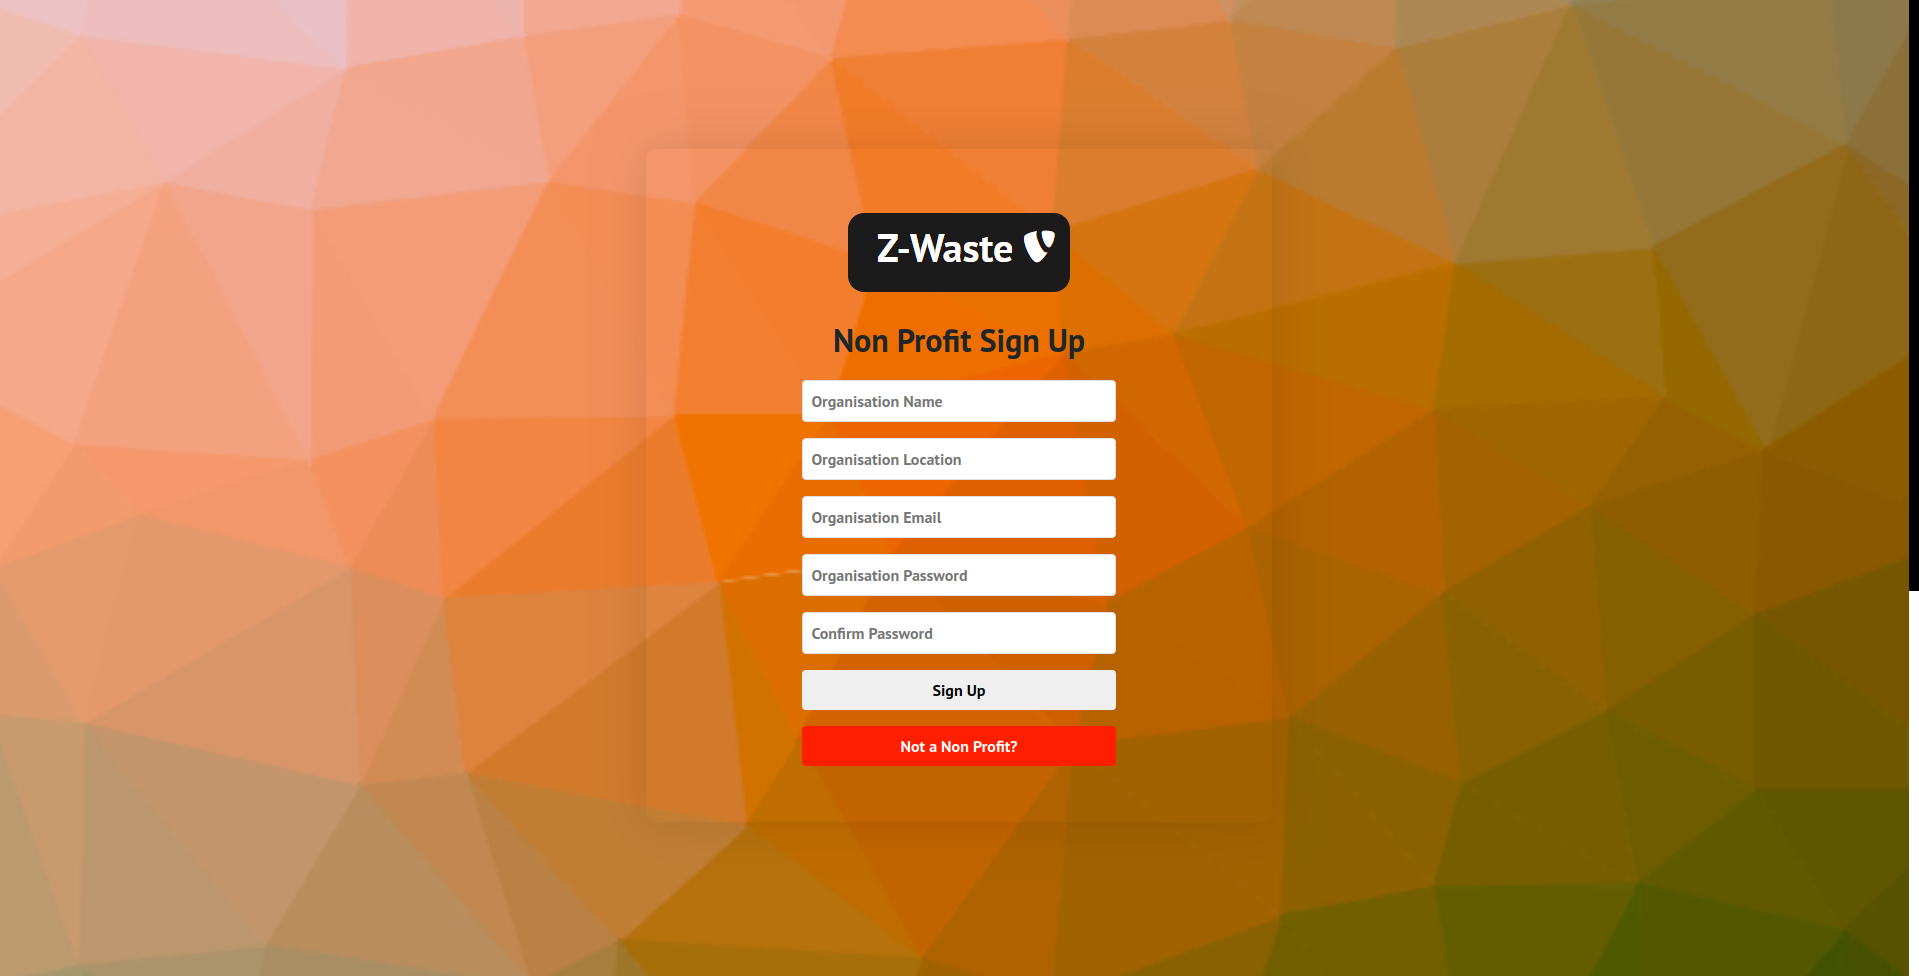 Z-Waste
Non Profit Sign Up
Organisation Name
Organisation Location
Organisation Email
Organisation Password
Confirm Password
Sign Up
Not a Non Profit?